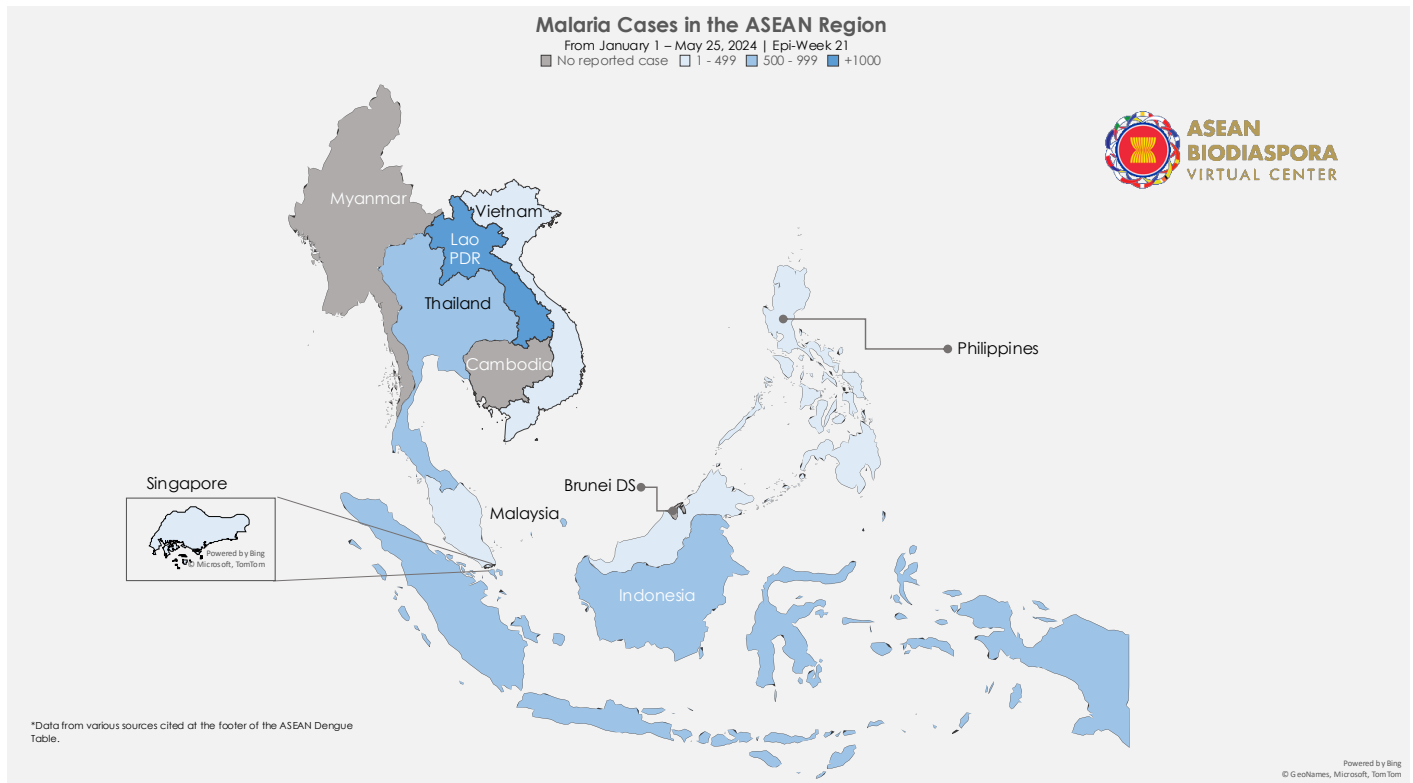 Malaria Cases in the ASEAN Region
From January 1 – May 25, 2024 | Epi-Week 21
No reported case 1 - 499 500 - 999 +1000
ASEAN
BIODIASPORA
VIRTUAL CENTER
Myanmar
Vietnam
Lao
PDR
Thailand
Cambodia
Philippines
Singapore
Brunei DS
Malaysia
Powered by Bing
© Microsoft, TomTom
Indonesia
*Data from various sources cited at the footer of the ASEAN Dengue
Table.
Powered by Bing
© GeoNames, Microsoft, TomTom